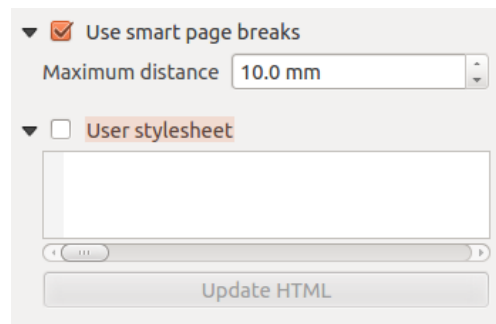 Use smart page breaks
Maximum distance 10.0 mm
User stylesheet
Update HTML